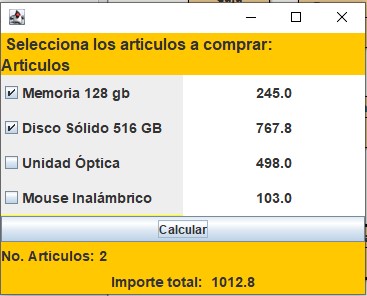 Selecciona los articulos a comprar:
Articulos
Memoria 128 gb 245.0
Disco Sólido 516 GB 767.8
Unidad Óptica 498.0
Mouse Inalámbrico 103.0
Calcular
No. Articulos: 2
Importe total: 1012.8